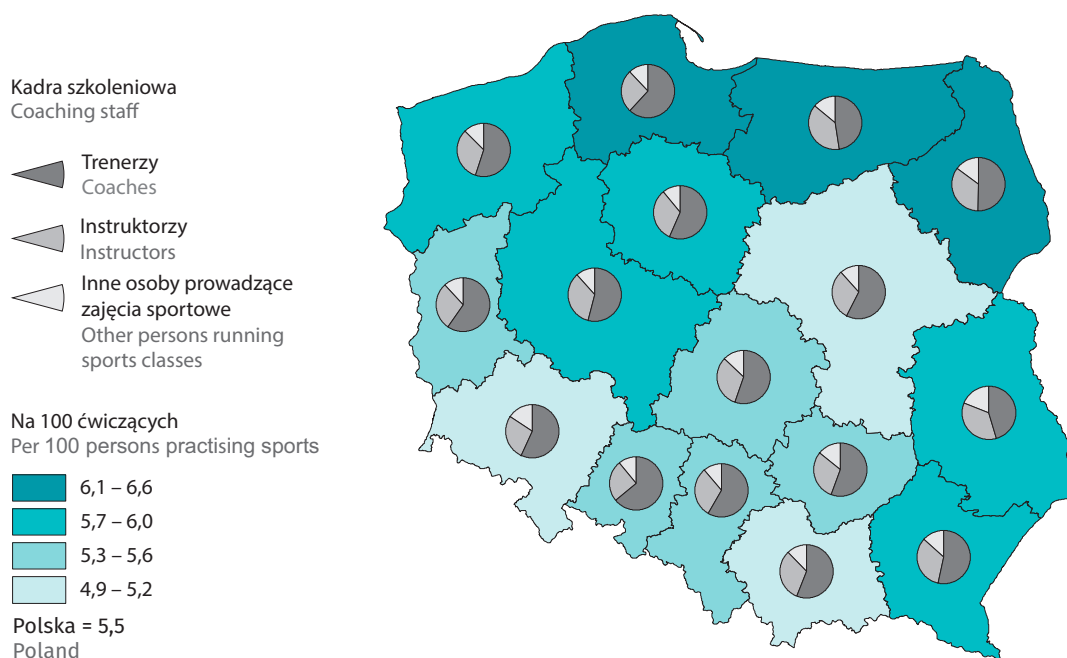 Kadra szkoleniowa
Coaching staff
Trenerzy
Coaches
Instruktorzy
Instructors
Inne osoby prowadzące
zajęcia sportowe
Other persons running
sports classes
Na 100 ćwiczących
Per 100 persons practising sports
6,1 – 6,6
5,7 – 6,0
5,3 – 5,6
4,9 – 5,2
Polska = 5,5
Poland